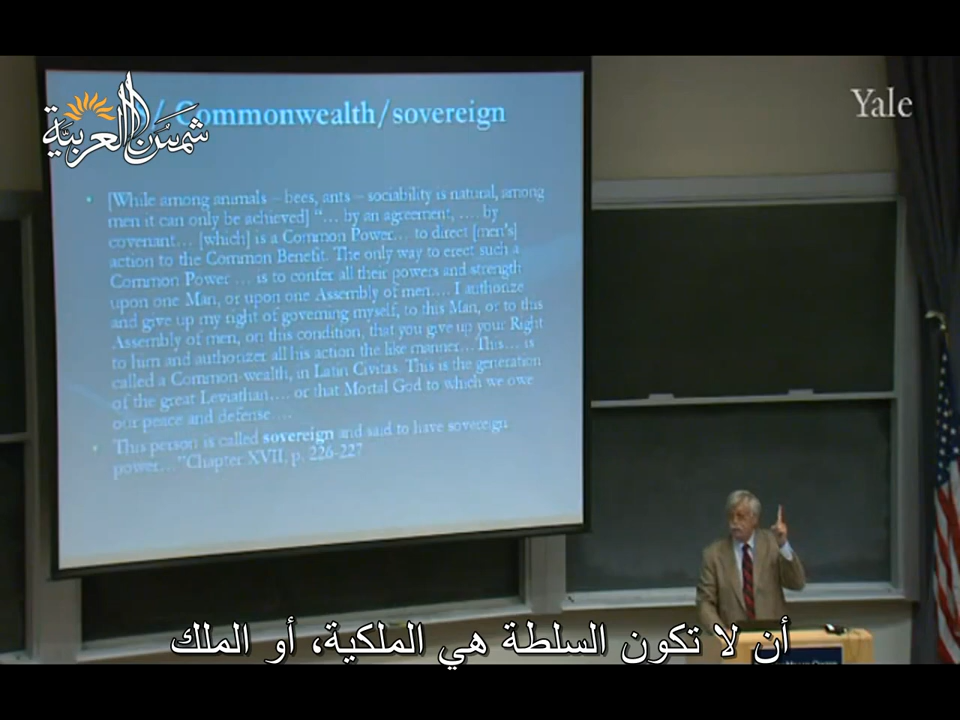 Commonwealth/sovereign
شمس العربية
Yale
• [While among animals – bees, ants – sociability is natural, among
men it can only be achieved] “… by an agreement, …. by
covenant… [which] is a Common Power… to direct [men's]
action to the Common Benefit. The only way to erect such a
Common Power … is to confer all their powers and strength
upon one Man, or upon one Assembly of men…. I authorize
and give up my right of governing myself, to this Man, or to this
Assembly of men, on this condition, that you give up your Right
to him and authorizer all his action the like manner…This… is
called a Common-wealth, in Latin Civitas. This is the generation
of the great Leviathan…. or that Mortal God to which we owe
our peace and defense….
• This person is called sovereign and said to have sovereign
power…”Chapter XVII, p. 226-227
أن لا تكون السلطة هي الملكية، أو الملك